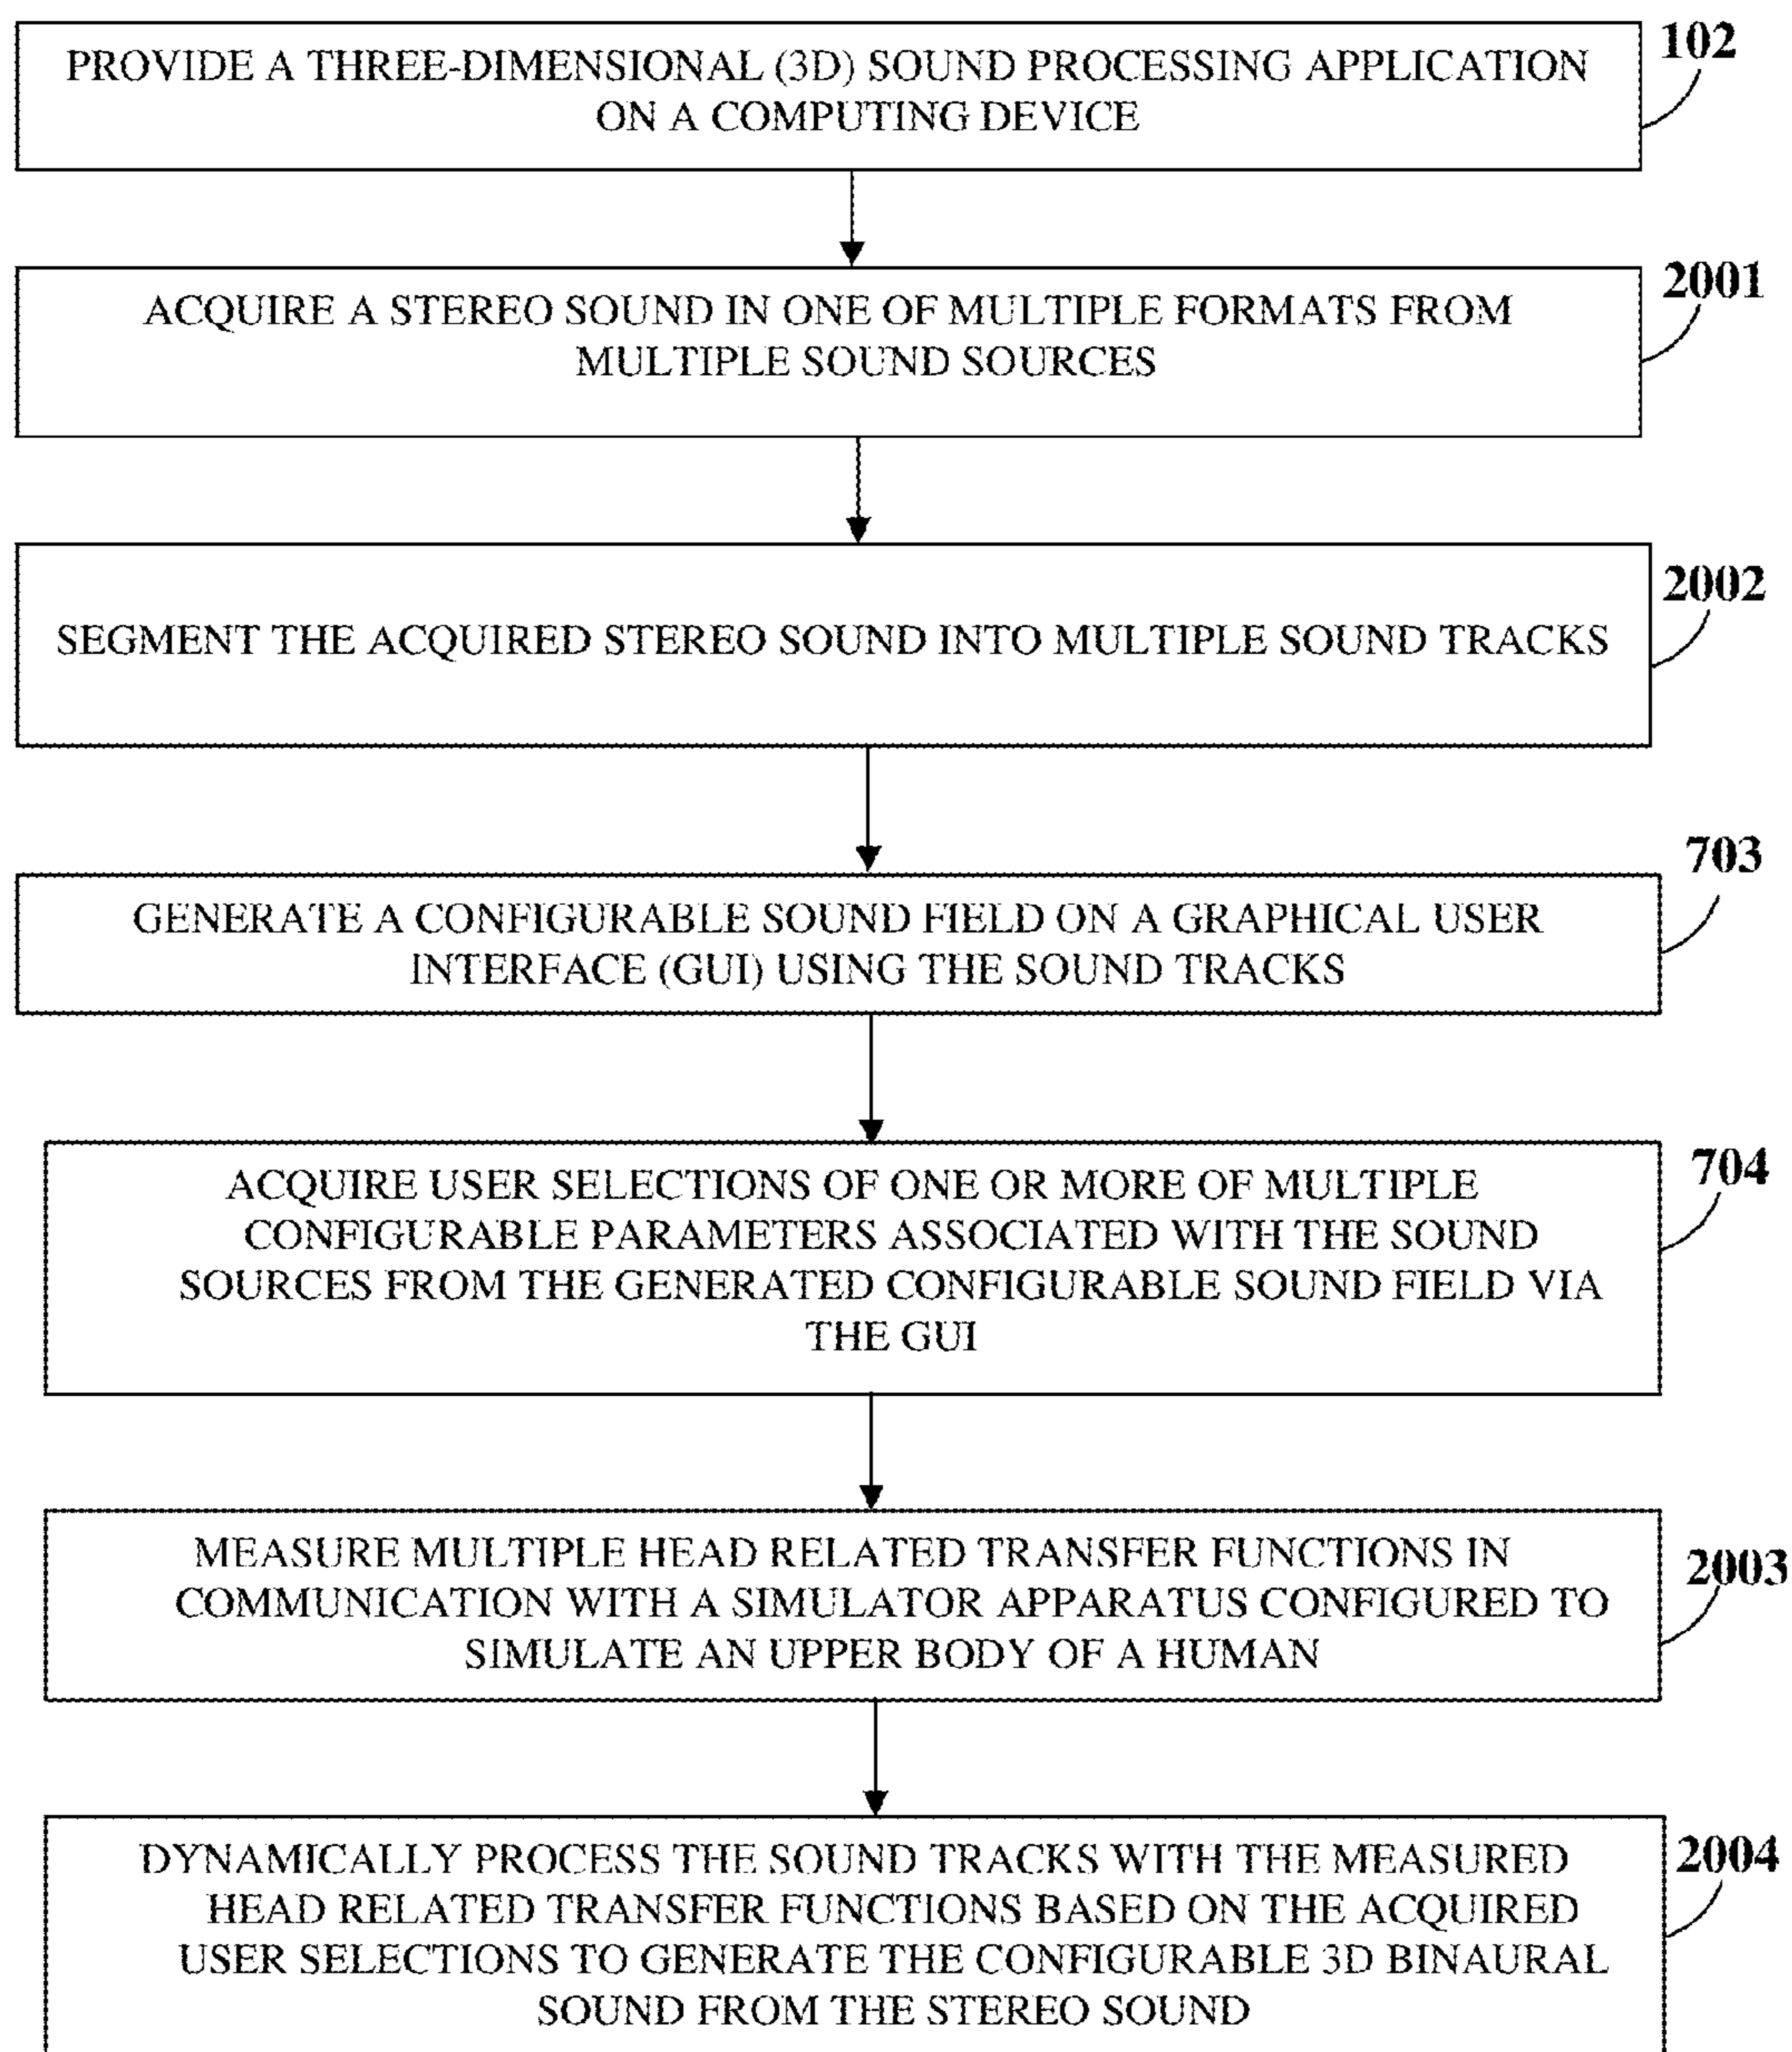 102
PROVIDE A THREE-DIMENSIONAL (3D) SOUND PROCESSING APPLICATION
ON A COMPUTING DEVICE
2001
ACQUIRE A STEREO SOUND IN ONE OF MULTIPLE FORMATS FROM
MULTIPLE SOUND SOURCES
2002
SEGMENT THE ACQUIRED STEREO SOUND INTO MULTIPLE SOUND TRACKS
703
GENERATE A CONFIGURABLE SOUND FIELD ON A GRAPHICAL USER
INTERFACE (GUI) USING THE SOUND TRACKS
704
ACQUIRE USER SELECTIONS OF ONE OR MORE OF MULTIPLE
CONFIGURABLE PARAMETERS ASSOCIATED WITH THE SOUND
SOURCES FROM THE GENERATED CONFIGURABLE SOUND FIELD VIA
THE GUI
2003
MEASURE MULTIPLE HEAD RELATED TRANSFER FUNCTIONS IN
COMMUNICATION WITH A SIMULATOR APPARATUS CONFIGURED TO
SIMULATE AN UPPER BODY OF A HUMAN
2004
DYNAMICALLY PROCESS THE SOUND TRACKS WITH THE MEASURED
HEAD RELATED TRANSFER FUNCTIONS BASED ON THE ACQUIRED
USER SELECTIONS TO GENERATE THE CONFIGURABLE 3D BINAURAL
SOUND FROM THE STEREO SOUND